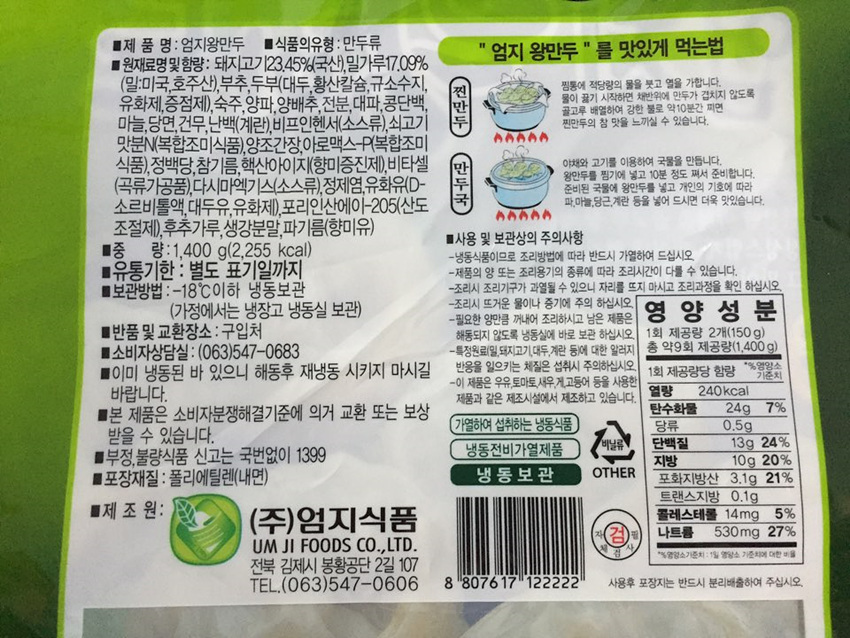 ■제 품 명 : 엄지왕만두 ■식품의유형 : 만두류
■원재료명및함량 : 돼지고기23,45%(국산),밀가루17,09%
(밀:미국,호주산),부추,두부(대두,황산칼슘,규소수지,
유화제,증점제),숙주,양파,양배추,전분,대파,콩단백,
마늘,당면,건무,난백(계란),비프인헨서(소스류),쇠고기
맛분N(복합조미식품),양조간장,아로맥스-P(복합조미
식품),정백당,참기름,핵산아이지(향미증진제),비타셀
(곡류가공품),다시마엑기스(소스류),정제염,유화유(D-
소르비톨액,대두유,유화제),포리인산에이-205(산도
조절제),후추가루,생강분말,파기름(향미유)
■중 량 : 1,400 g(2,255 kcal)
■유통기한 : 별도 표기일까지
■보관방법 : -18℃이하 냉동보관
(가정에서는 냉장고 냉동실 보관)
■반품 및 교환장소 : 구입처
■소비자상담실 : (063)547-0683
■이미 냉동된 바 있으니 해동후 재냉동 시키지 마시길
바랍니다.
■본 제품은 소비자분쟁해결기준에 의거 교환 또는 보상
받을 수 있습니다.
■부정,불량식품 신고는 국번없이 1399
■포장재질 : 폴리에틸렌(내면)
■제 조 원 :
(주)엄지식품
UM JI FOODS CO.,LTD.
전북 김제시 봉황공단 2길 107
TEL.(063)547-0606
" 엄지 왕만두 " 를 맛있게 먹는법
찐만두
찜통에 적당량의 물을 붓고 열을 가합니다.
물이 끓기 시작하면 채반위에 만두가 겹치지 않도록
골고루 배열하여 강한 불로 약10분간 찌면
찐만두의 참 맛을 느끼실 수 있습니다.
만두국
야채와 고기를 이용하여 국물을 만듭니다.
왕만두를 찜기에 넣고 10분 정도 쪄서 준비합니다.
준비된 국물에 왕만두를 넣고 개인의 기호에 따라
파,마늘,당근,계란 등을 넣어 드시면 더욱 맛있습니다.
■사용 및 보관상의 주의사항
-냉동식품이므로 조리방법에 따라 반드시 가열하여 드십시오.
-제품의 양 또는 조리용기의 종류에 따라 조리시간이 다를 수 있습니다.
-조리시 조리기구가 과열될 수 있으니 자리를 뜨지 마시고 조리과정을 확인 하십시오.
-조리시 뜨거운 물이나 증기에 주의 하십시오.
-필요한 양만큼 꺼내어 조리하시고 남은 제품은
해동되지 않도록 냉동실에 바로 보관 하십시오.
-특정원료(밀,돼지고기,대두,계란 등)에 대한 알러지
반응을 일으키는 체질은 섭취시 주의하십시오.
-이 제품은 우유,토마토,새우,게,고등어 등을 사용한
제품과 같은 제조시설에서 제조하고 있습니다.
가열하여 섭취하는 냉동식품
냉동전비가열제품
냉동보관
비닐류
OTHER
영 양 성 분
1회 제공량 2개(150 g)
총 약9회 제공량(1,400 g)
1회 제공량당 함량 *%영양소
기준치
열량 240kcal
탄수화물 24g 7%
당류 0.5g
단백질 13g 24%
지방 10g 20%
포화지방산 3.1g 21%
트랜스지방 0.1g
콜레스테롤 14mg 5%
나트륨 530mg 27%
*%영양소기준치 : 1일 영양소 기준치에 대한 비율
8 807617 122222
자체검사필
검
사용후 포장지는 반드시 분리배출하여 주십시오.